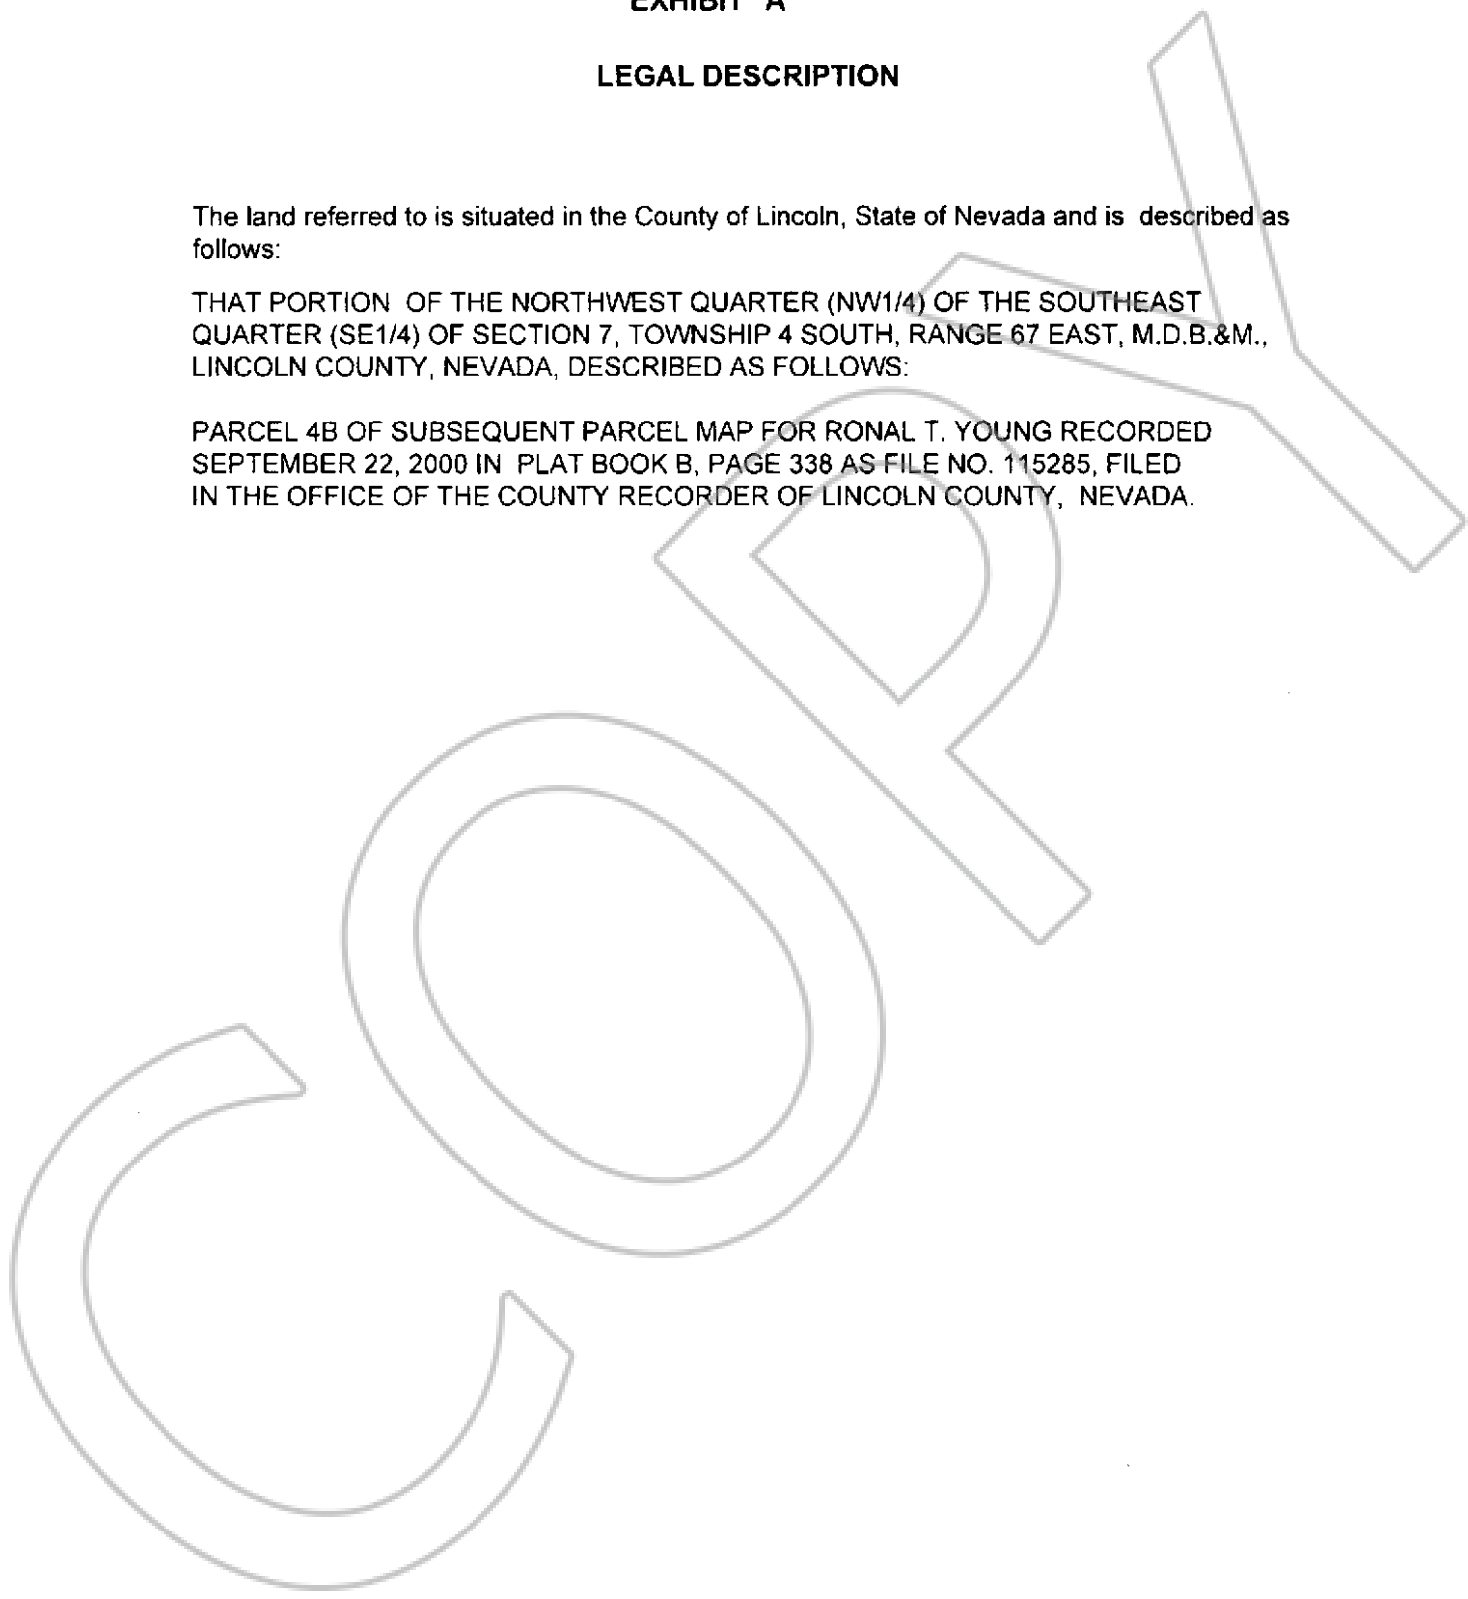 EXHIBIT "A"
LEGAL DESCRIPTION
The land referred to is situated in the County of Lincoln, State of Nevada and is described as
follows:
THAT PORTION OF THE NORTHWEST QUARTER (NW1/4) OF THE SOUTHEAST
QUARTER (SE1/4) OF SECTION 7, TOWNSHIP 4 SOUTH, RANGE 67 EAST, M.D.B.&M.,
LINCOLN COUNTY, NEVADA, DESCRIBED AS FOLLOWS:
PARCEL 4B OF SUBSEQUENT PARCEL MAP FOR RONAL T. YOUNG RECORDED
SEPTEMBER 22, 2000 IN PLAT BOOK B, PAGE 338 AS FILE NO. 115285, FILED
IN THE OFFICE OF THE COUNTY RECORDER OF LINCOLN COUNTY, NEVADA.
COPY